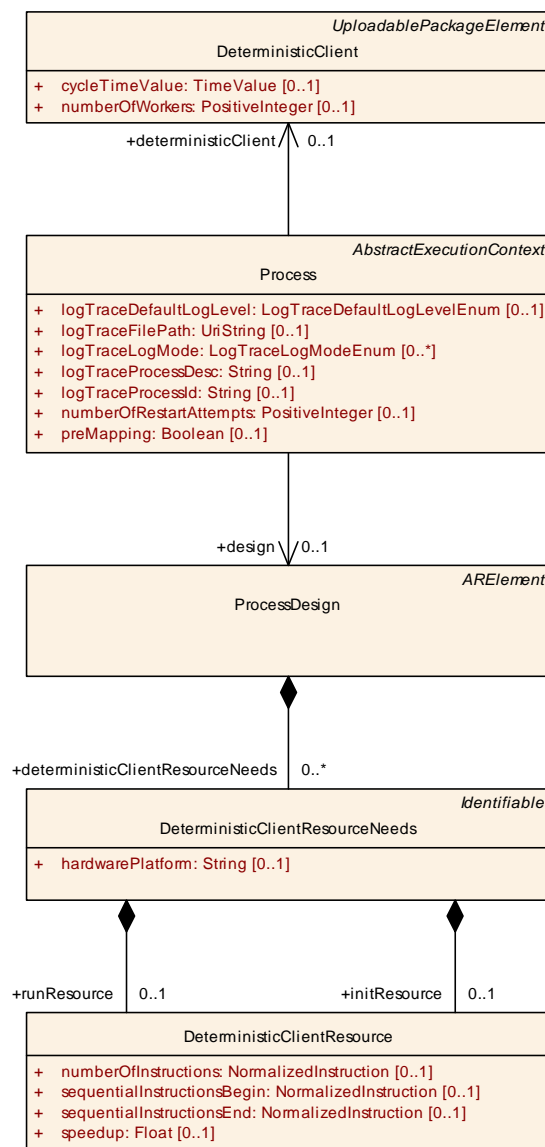 UploadablePackageElement
DeterministicClient
+ cycleTimeValue: TimeValue [0..1]
+ numberOfWorkers: PositiveInteger [0..1]
+deterministicClient 0..1
AbstractExecutionContext
Process
+ logTraceDefaultLogLevel: LogTraceDefaultLogLevelEnum [0..1]
+ logTraceFilePath: UriString [0..1]
+ logTraceLogMode: LogTraceLogModeEnum [0..*]
+ logTraceProcessDesc: String [0..1]
+ logTraceProcessId: String [0..1]
+ numberOfRestartAttempts: PositiveInteger [0..1]
+ preMapping: Boolean [0..1]
+design 0..1
ARElement
ProcessDesign
+deterministicClientResourceNeeds 0..*
Identifiable
DeterministicClientResourceNeeds
+ hardwarePlatform: String [0..1]
+runResource 0..1 +initResource 0..1
DeterministicClientResource
+ numberOfInstructions: NormalizedInstruction [0..1]
+ sequentialInstructionsBegin: NormalizedInstruction [0..1]
+ sequentialInstructionsEnd: NormalizedInstruction [0..1]
+ speedup: Float [0..1]